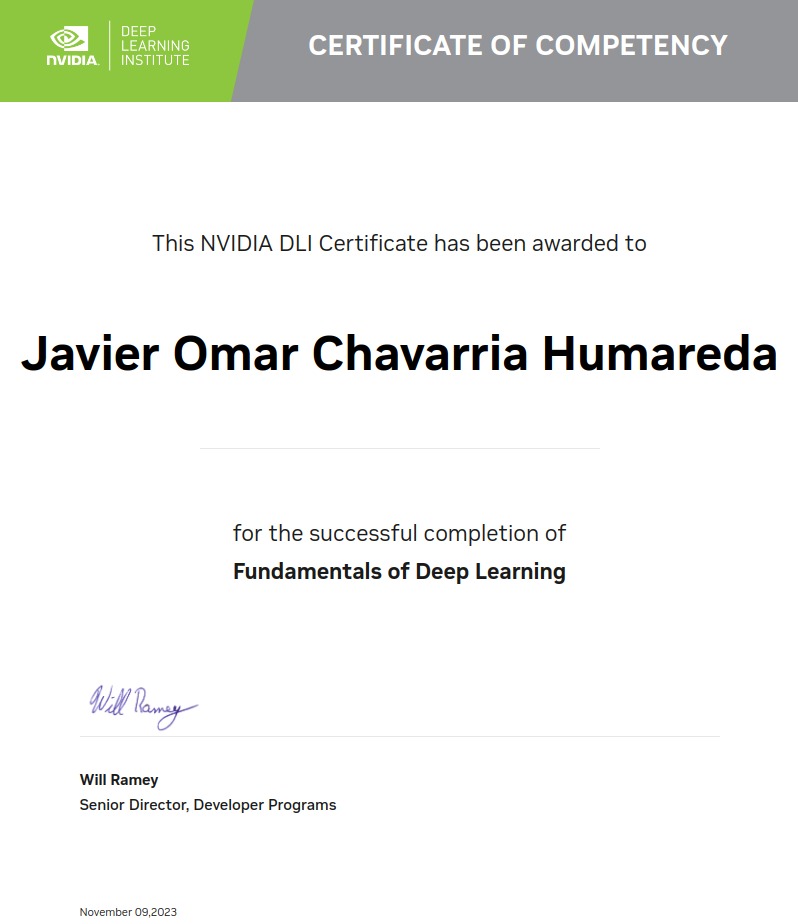 NVIDIA.
DEEP
LEARNING
INSTITUTE
CERTIFICATE OF COMPETENCY
This NVIDIA DLI Certificate has been awarded to
Javier Omar Chavarria Humareda
for the successful completion of
Fundamentals of Deep Learning
Will Ramey
Will Ramey
Senior Director, Developer Programs
November 09,2023